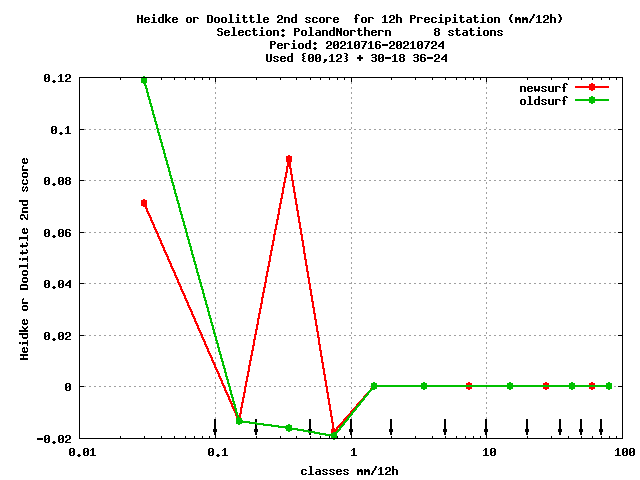 Heidke or Doolittle 2nd score  for 12h Precipitation (mm/12h)
Selection: PolandNorthern      8 stations
Period: 20210716-20210724
Used {00,12} + 30-18 36-24
newsurf
oldsurf
0.12
0.1
0.08
0.06
0.04
0.02
0
-0.02
Heidke or Doolittle 2nd score
0.01 0.1 1 10 100
classes mm/12h